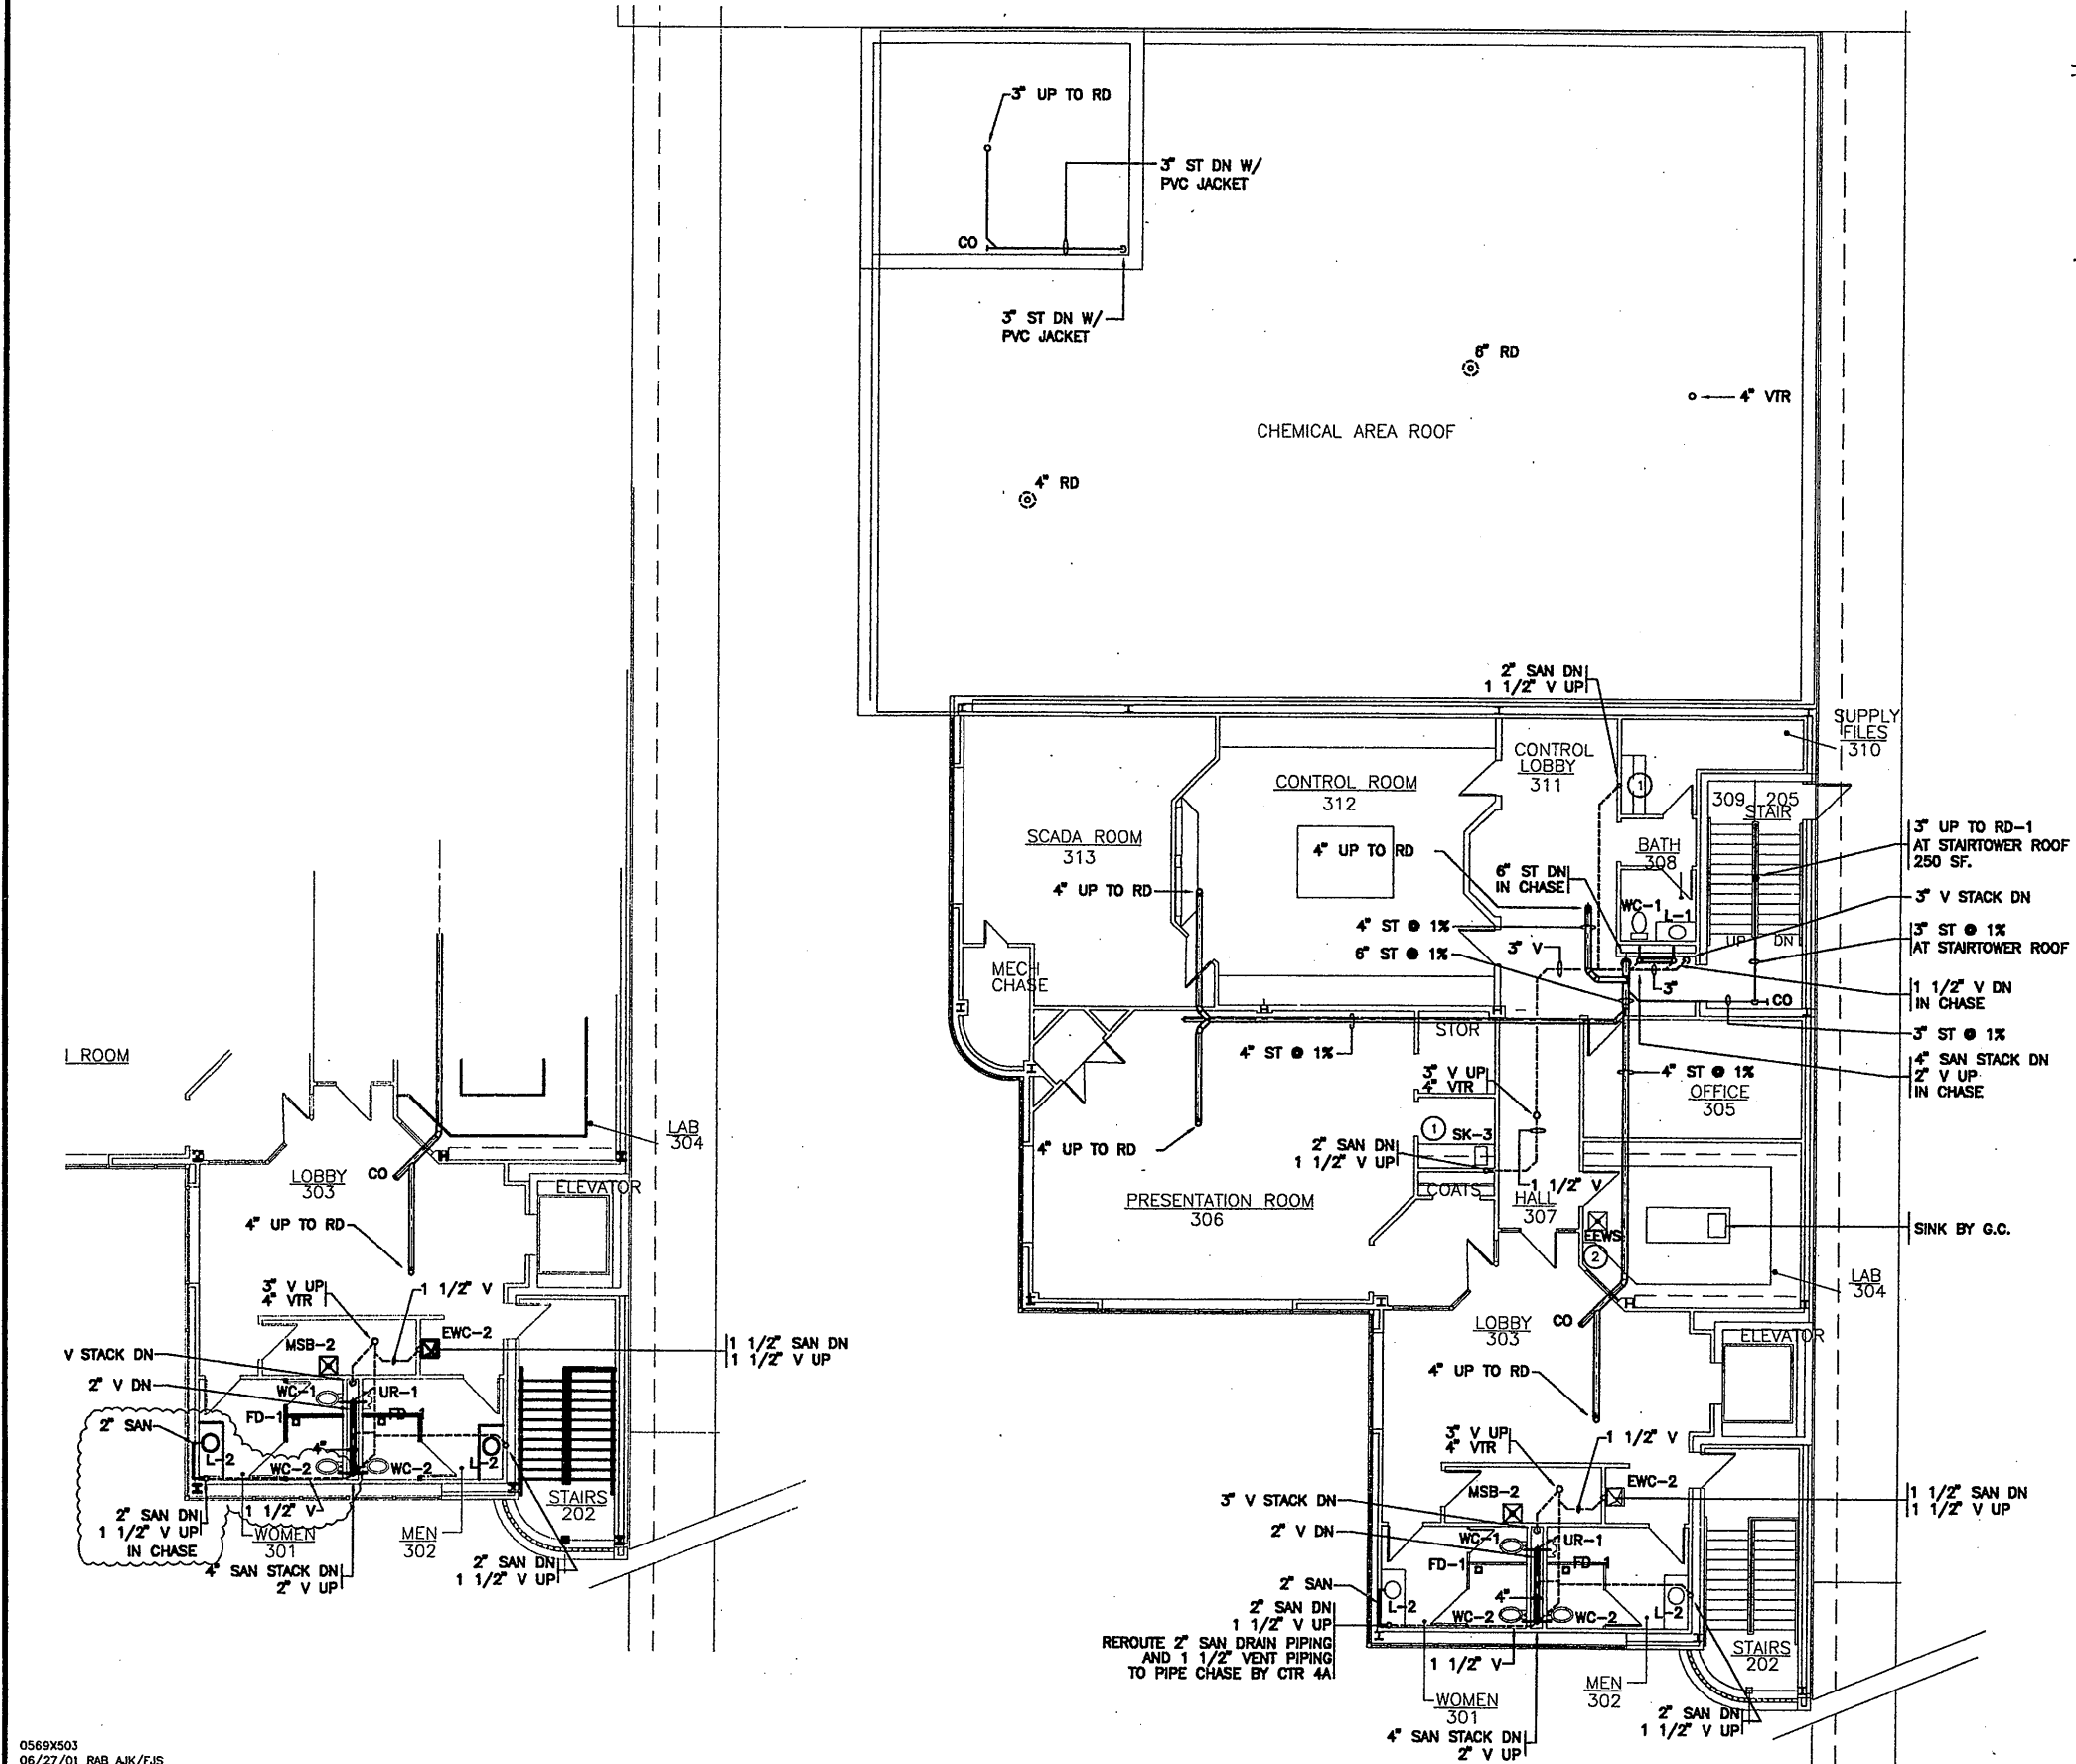 3" UP TO RD
3" ST DN W/
PVC JACKET
CO
3" ST DN W/
PVC JACKET
6" RD
4" VTR
CHEMICAL AREA ROOF
4" RD
2" SAN DN
1 1/2" V UP
SUPPLY
FILES
310
CONTROL
LOBBY
311
CONTROL ROOM
312
1
309 205
STAIR
SCADA ROOM
313
4" UP TO RD
BATH
308
3" UP TO RD-1
AT STAIRTOWER ROOF
250 SF.
6" ST DN
IN CHASE
4" UP TO RD
WC-1
L-1
3" V STACK DN
4" ST @ 1%
3" V
UP
DN
3" ST @ 1%
AT STAIRTOWER ROOF
6" ST @ 1%
MECH
CHASE
3"
CO
1 1/2" V DN
IN CHASE
STOR
3" ST @ 1%
4" ST @ 1%
3" V UP
4" VTR
4" ST @ 1%
OFFICE
305
4" SAN STACK DN
2" V UP
IN CHASE
1
SK-3
4" UP TO RD
2" SAN DN
1 1/2" V UP
1 1/2" V
COATS
HALL
307
PRESENTATION ROOM
306
EEWS
2
SINK BY G.C.
LAB
304
LOBBY
303
CO
ELEVATOR
4" UP TO RD
3" V UP
4" VTR
1 1/2" V
MSB-2
EWC-2
3" V STACK DN
1 1/2" SAN DN
1 1/2" V UP
2" V DN
WC-1
UR-1
FD-1
FD-1
2" SAN
L-2
4"
L-2
2" SAN DN
1 1/2" V UP
WC-2
WC-2
REROUTE 2" SAN DRAIN PIPING
AND 1 1/2" VENT PIPING
TO PIPE CHASE BY CTR 4A
1 1/2" V
STAIRS
202
WOMEN
301
MEN
302
2" SAN DN
1 1/2" V UP
4" SAN STACK DN
2" V UP
I ROOM
LAB
304
LOBBY
303
CO
ELEVATOR
4" UP TO RD
3" V UP
4" VTR
1 1/2" V
MSB-2
EWC-2
V STACK DN
1 1/2" SAN DN
1 1/2" V UP
2" V DN
WC-1
UR-1
FD-1
FD-1
2" SAN
L-2
4"
L-2
WC-2
WC-2
2" SAN DN
1 1/2" V UP
IN CHASE
1 1/2" V
STAIRS
202
WOMEN
301
MEN
302
4" SAN STACK DN
2" V UP
2" SAN DN
1 1/2" V UP
0569X503
06/27/01 RAB AJK/FJS